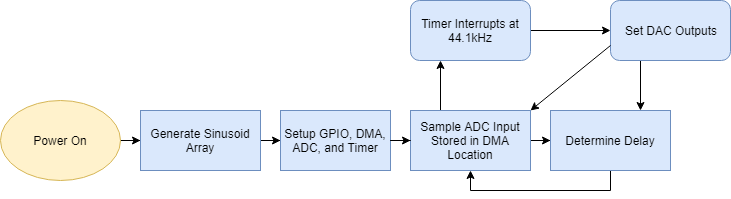 Timer Interrupts at
44.1kHz
Set DAC Outputs
Power On
Generate Sinusoid
Array
Setup GPIO, DMA,
ADC, and Timer
Sample ADC Input
Stored in DMA
Location
Determine Delay